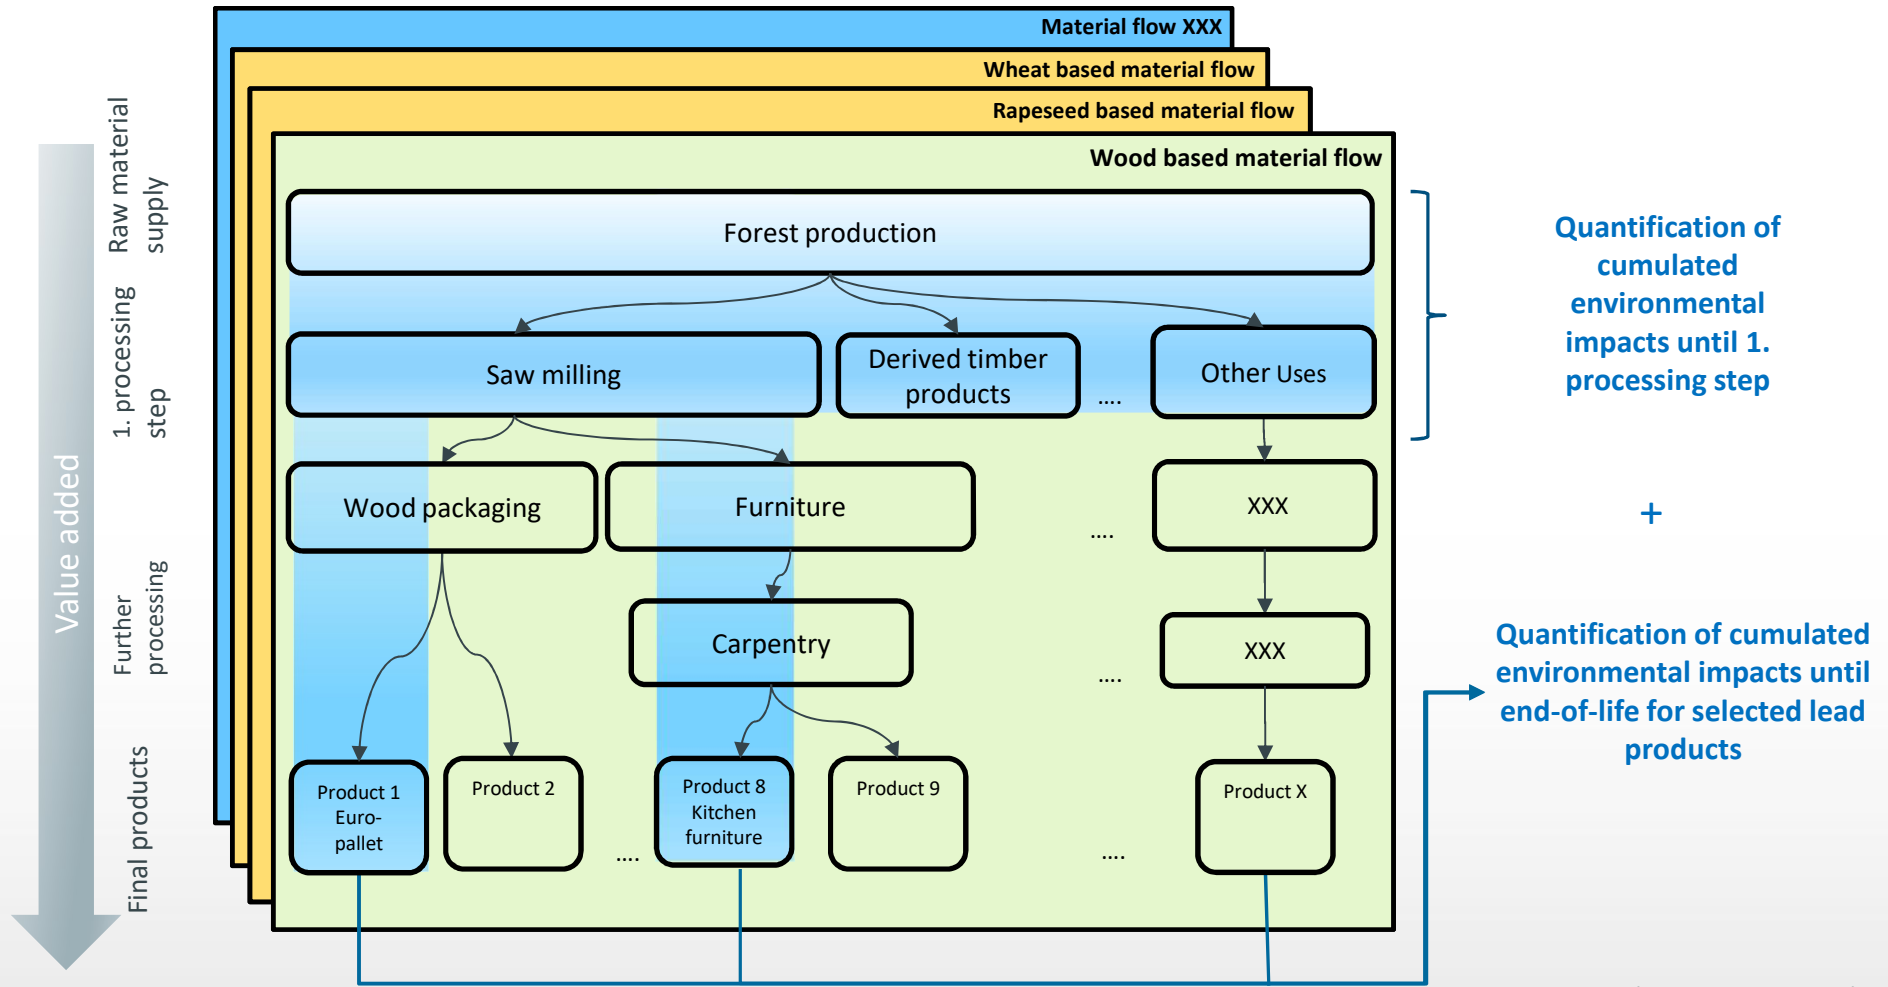 Material flow XXX
Wheat based material flow
Rapeseed based material flow
Wood based material flow
Value added
Raw material
supply
1. processing
step
Further
processing
Final products
Forest production
Saw milling
Derived timber
products
....
Other Uses
Wood packaging
Furniture
....
XXX
Carpentry
....
XXX
Product 1
Euro-
pallet
Product 2
....
Product 8
Kitchen
furniture
Product 9
....
Product X
Quantification of
cumulated
environmental
impacts until 1.
processing step
+
Quantification of cumulated
environmental impacts until
end-of-life for selected lead
products